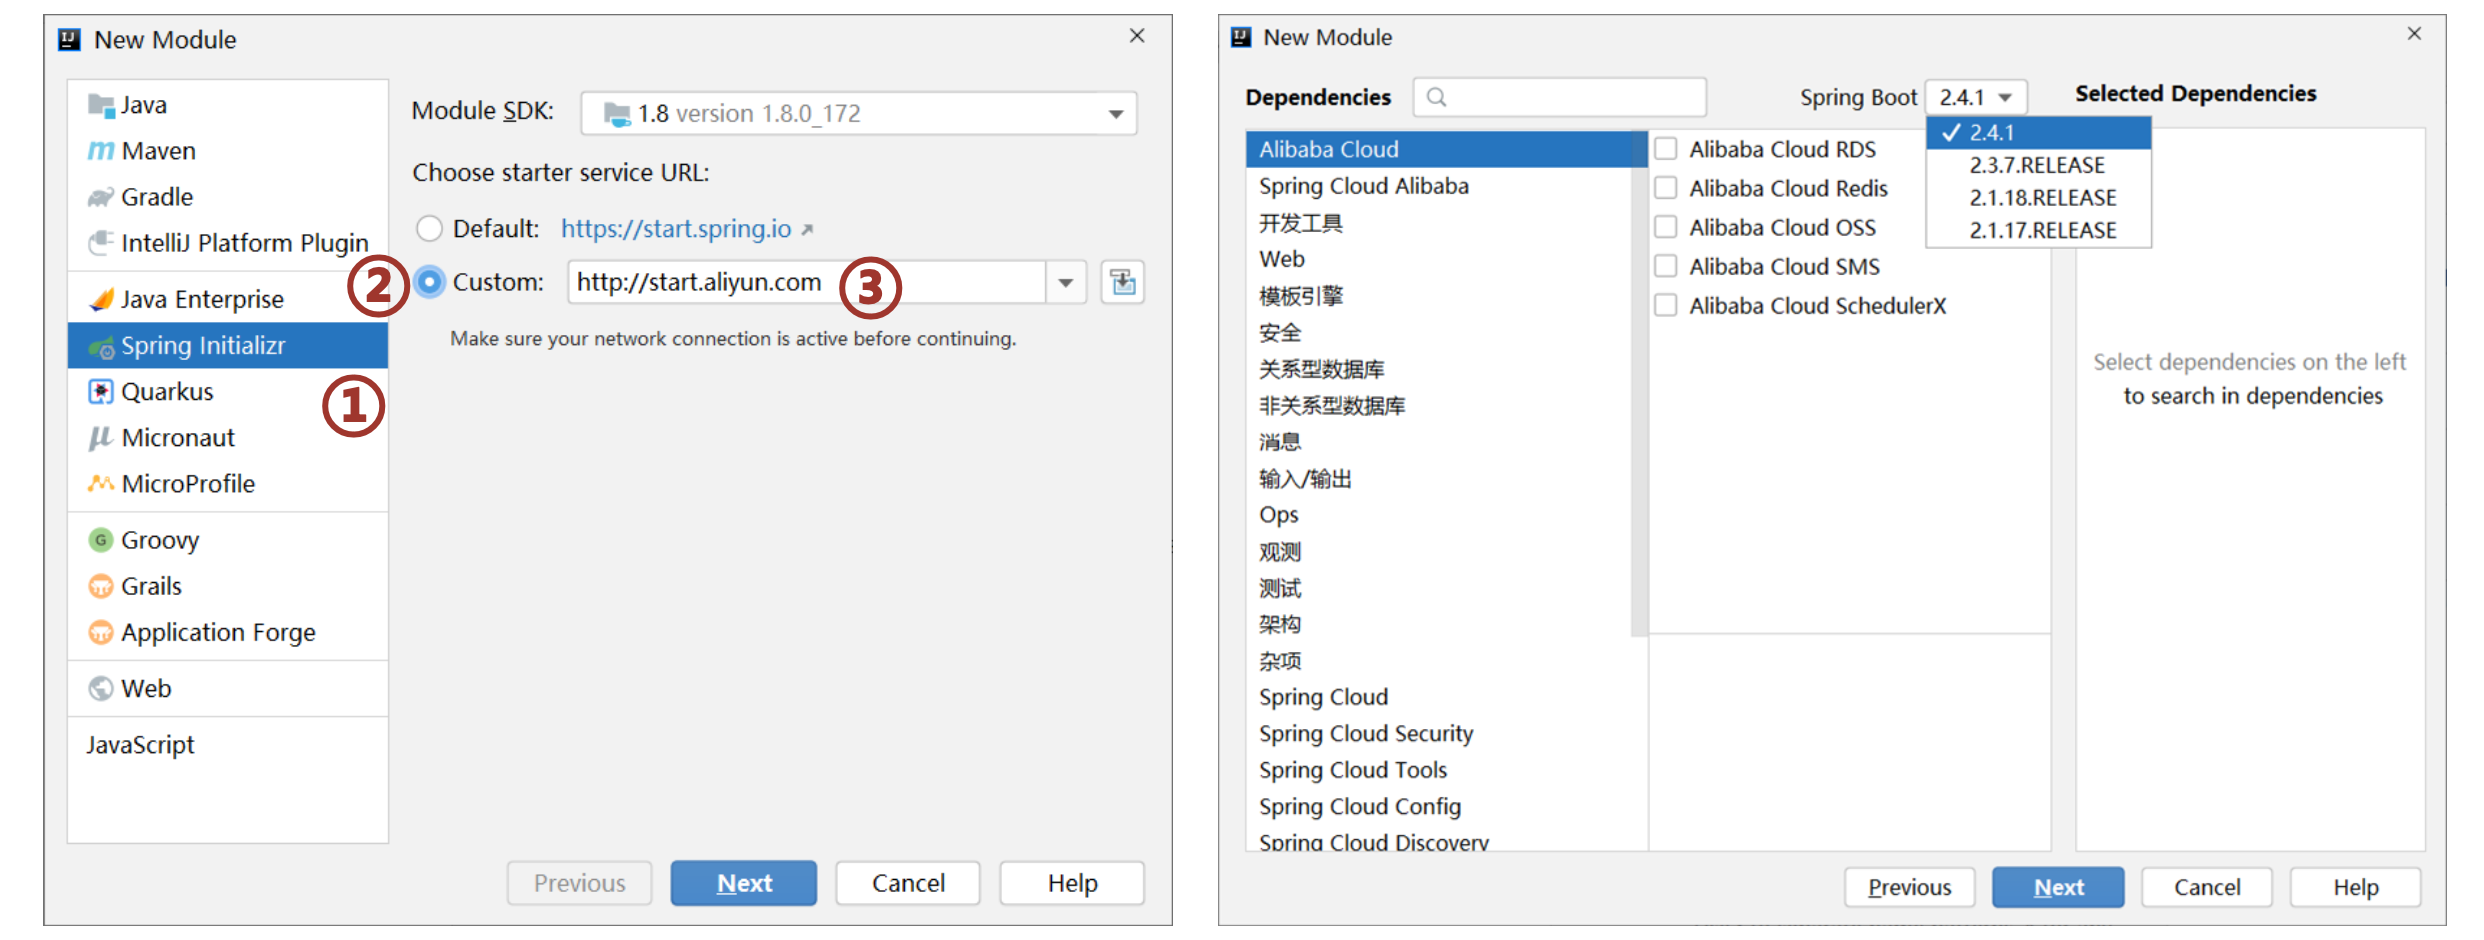 New Module
Java
Maven
Gradle
IntelliJ Platform Plugin
Java Enterprise
Spring Initializr
Quarkus
Micronaut
MicroProfile
Groovy
Grails
Application Forge
Web
JavaScript
①
Module SDK: 1.8 version 1.8.0_172
Choose starter service URL:
Default: https://start.spring.io
② Custom: http://start.aliyun.com ③
Make sure your network connection is active before continuing.
Previous Next Cancel Help
New Module
Dependencies
Spring Boot 2.4.1
2.4.1
2.3.7.RELEASE
2.1.18.RELEASE
2.1.17.RELEASE
Selected Dependencies
Alibaba Cloud
Spring Cloud Alibaba
开发工具
Web
模板引擎
安全
关系型数据库
非关系型数据库
消息
输入/输出
Ops
观测
测试
架构
杂项
Spring Cloud
Spring Cloud Security
Spring Cloud Tools
Spring Cloud Config
Spring Cloud Discovery
Alibaba Cloud RDS
Alibaba Cloud Redis
Alibaba Cloud OSS
Alibaba Cloud SMS
Alibaba Cloud SchedulerX
Select dependencies on the left
to search in dependencies
Previous Next Cancel Help